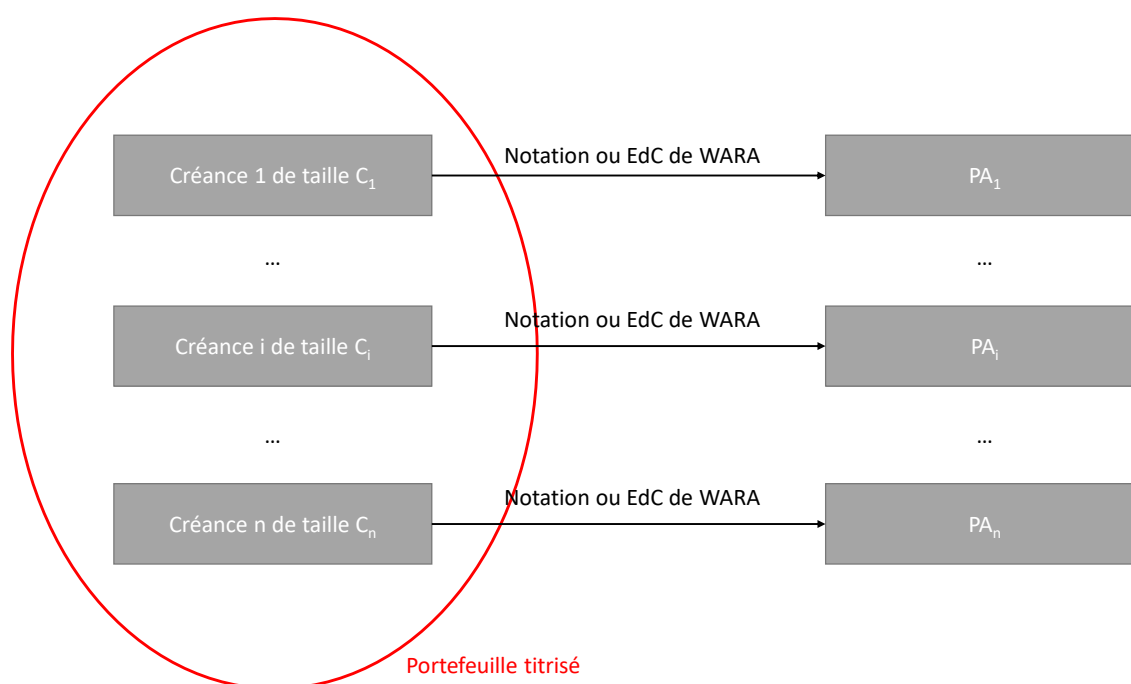 Notation ou EdC de WARA
Créance 1 de taille C₁
PA₁
...
...
Notation ou EdC de WARA
Créance i de taille Cᵢ
PAᵢ
...
...
Notation ou EdC de WARA
Créance n de taille Cₙ
PAₙ
Portefeuille titrisé